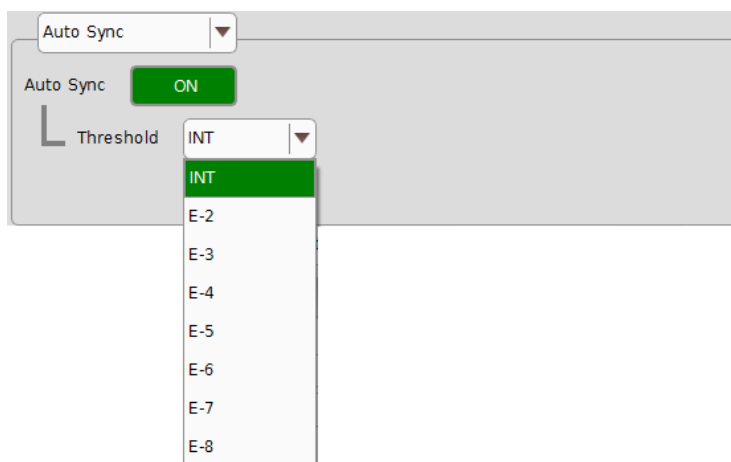 Auto Sync
Auto Sync ON
Threshold INT
INT
E-2
E-3
E-4
E-5
E-6
E-7
E-8